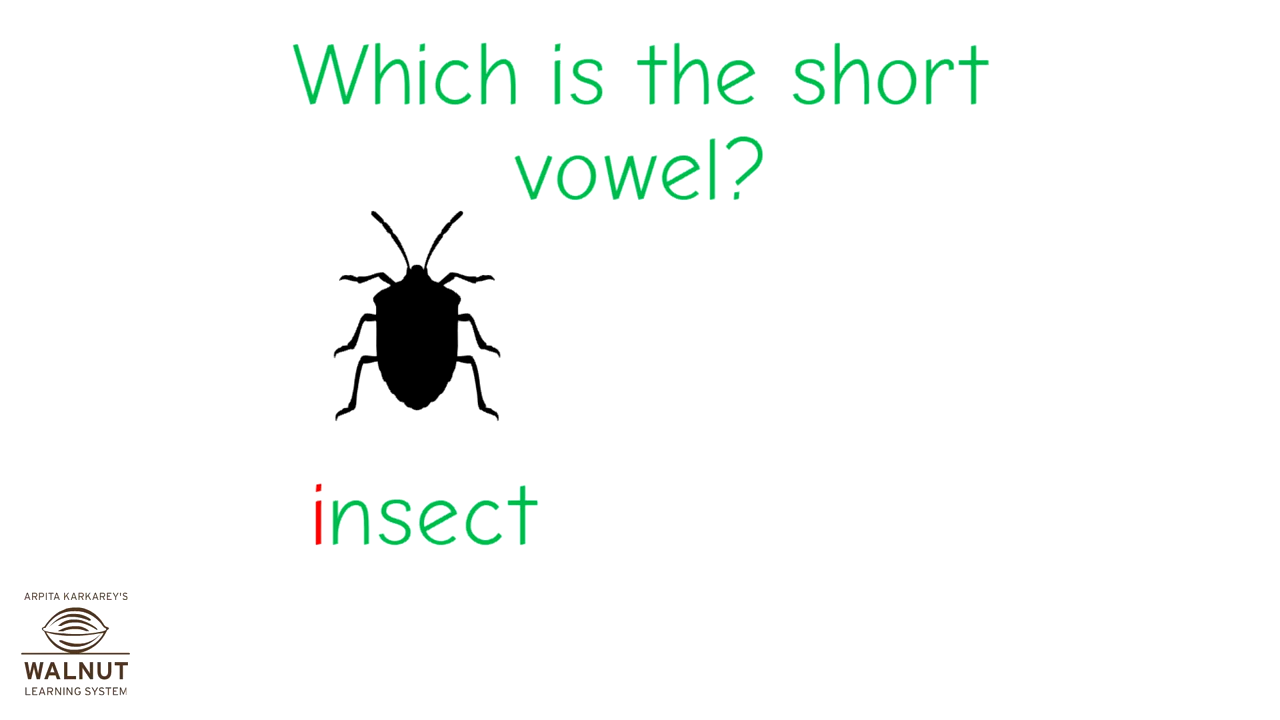 Which is the short
vowel?
insect
ARPITA KARKAREY'S
WALNUT
LEARNING SYSTEM